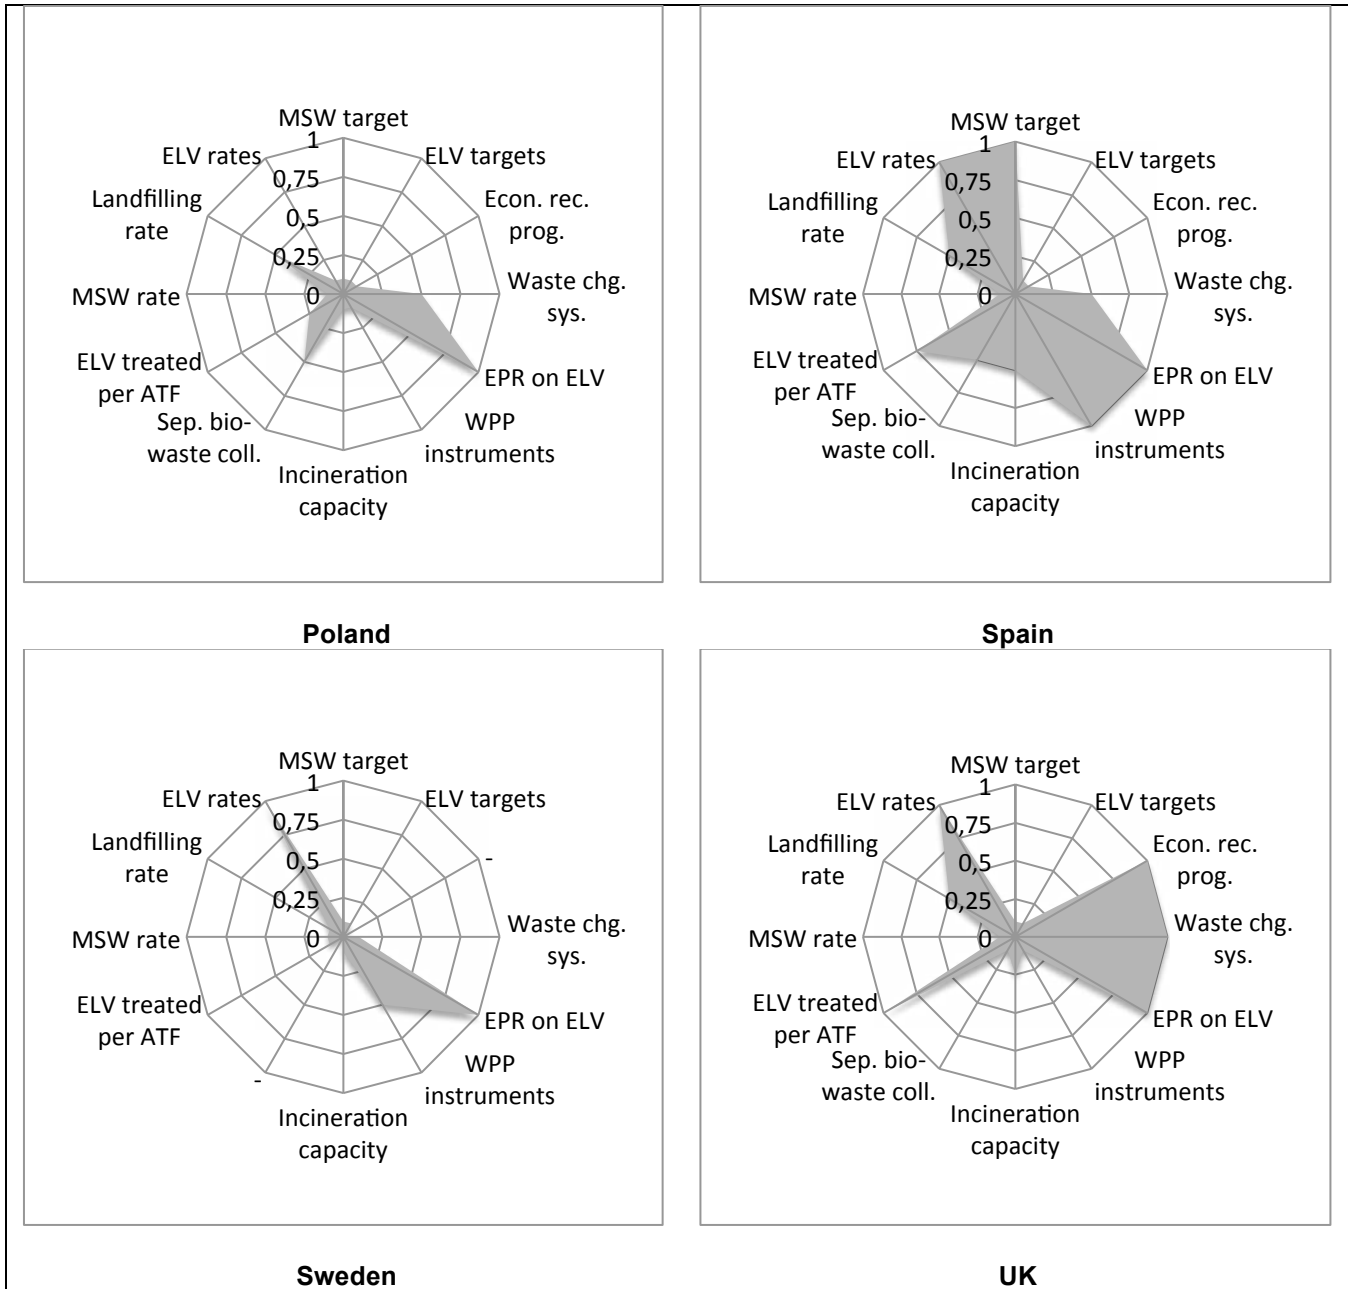 MSW target
1
ELV rates
ELV targets
0,75
Landfilling
rate
Econ. rec.
prog.
0,5
0,25
MSW rate
0
Waste chg.
sys.
ELV treated
per ATF
EPR on ELV
Sep. bio-
waste coll.
WPP
instruments
Incineration
capacity
Poland
MSW target
1
ELV rates
ELV targets
0,75
Landfilling
rate
Econ. rec.
prog.
0,5
0,25
MSW rate
0
Waste chg.
sys.
ELV treated
per ATF
EPR on ELV
Sep. bio-
waste coll.
WPP
instruments
Incineration
capacity
Spain
MSW target
1
ELV rates
ELV targets
0,75
Landfilling
rate
-
0,5
0,25
MSW rate
0
Waste chg.
sys.
ELV treated
per ATF
EPR on ELV
-
WPP
instruments
Incineration
capacity
Sweden
MSW target
1
ELV rates
ELV targets
0,75
Landfilling
rate
Econ. rec.
prog.
0,5
0,25
MSW rate
0
Waste chg.
sys.
ELV treated
per ATF
EPR on ELV
Sep. bio-
waste coll.
WPP
instruments
Incineration
capacity
UK